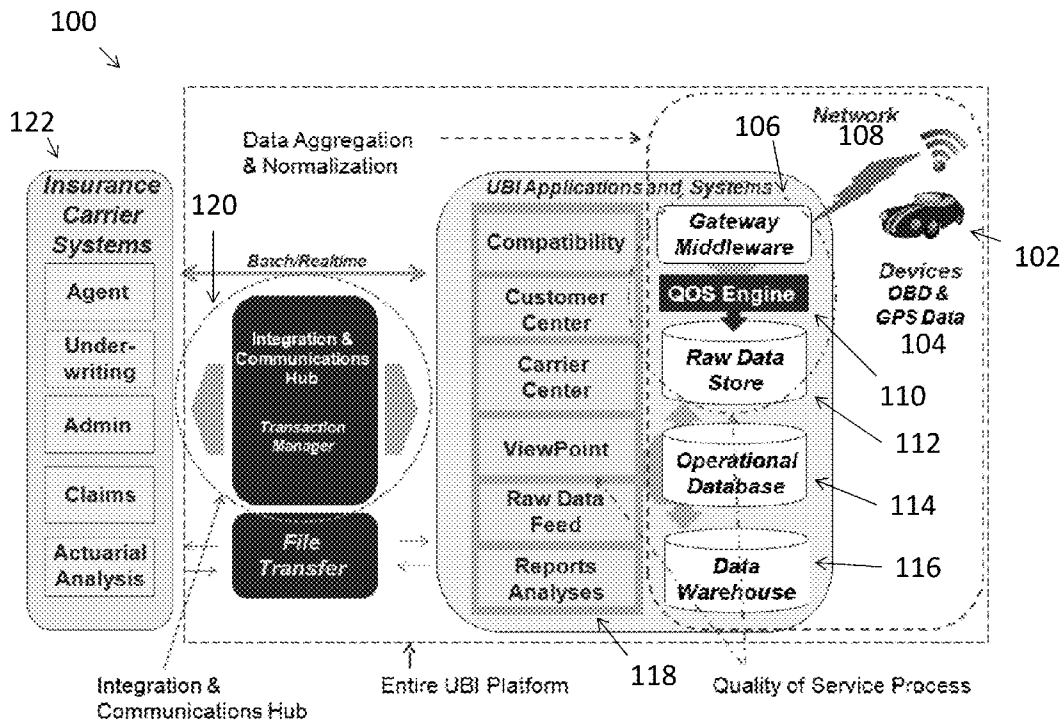 100
122
Insurance
Carrier
Systems
Agent
Under-
writing
Admin
Claims
Actuarial
Analysis
120
Data Aggregation
& Normalization
Batch/Realtime
Integration &
Communications
Hub
Transaction
Manager
File
Transfer
UBI Applications and Systems
Compatibility
Customer
Center
Carrier
Center
ViewPoint
Raw Data
Feed
Reports
Analyses
106
Network
108
Gateway
Middleware
QOS Engine
Raw Data
Store
Operational
Database
Data
Warehouse
102
Devices
OBD &
GPS Data
104
110
112
114
116
118
Integration &
Communications Hub
Entire UBI Platform
Quality of Service Process